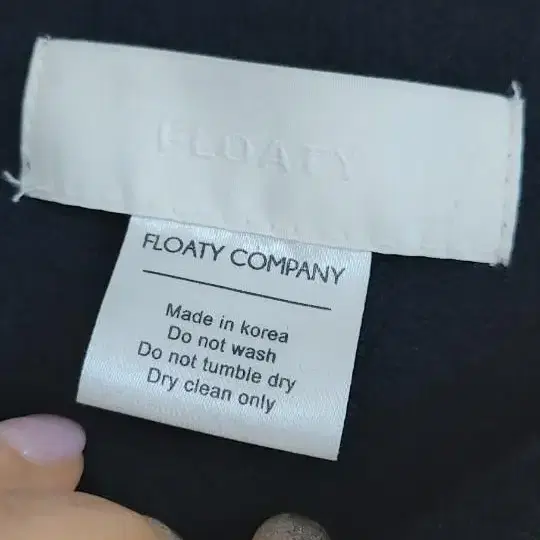 FLOATY
FLOATY COMPANY
Made in korea
Do not wash
Do not tumble dry
Dry clean only